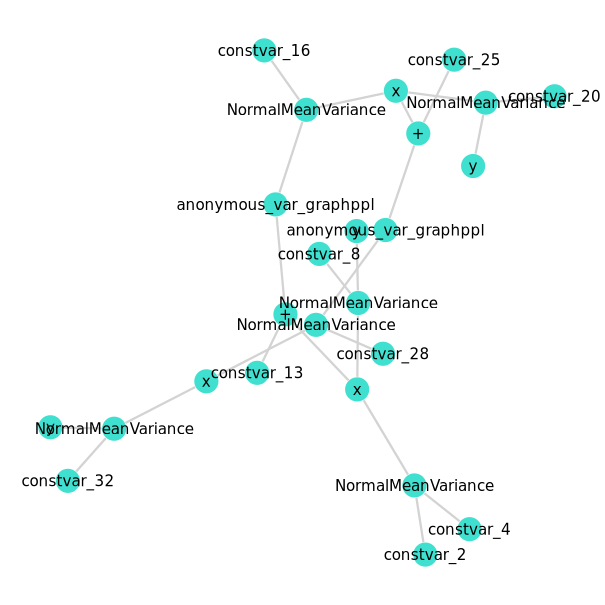 constvar_16
constvar_25
x
constvar_20
NormalMeanVariance
NormalMeanVariance
+
y
anonymous_var_graphppl
anonymous_var_graphppl
y
constvar_8
NormalMeanVariance
+
NormalMeanVariance
constvar_28
constvar_13
x
x
y
NormalMeanVariance
constvar_32
NormalMeanVariance
constvar_4
constvar_2